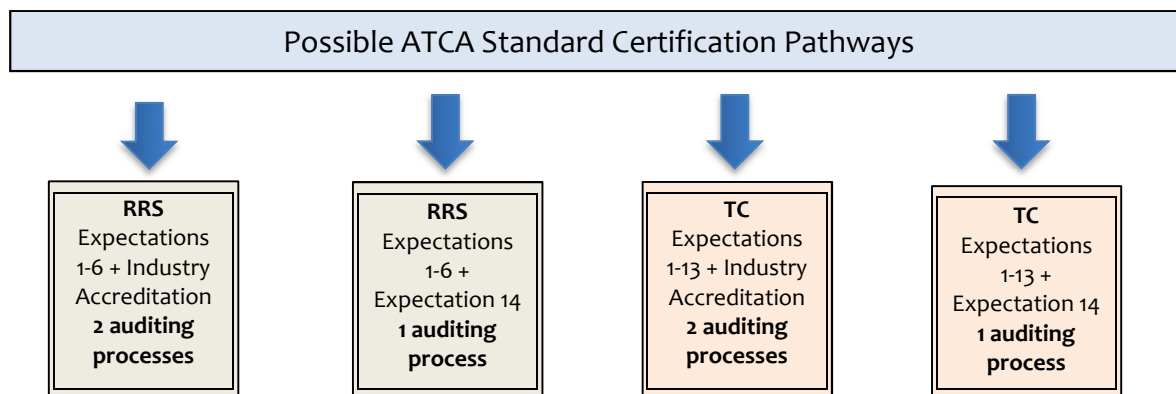 Possible ATCA Standard Certification Pathways
RRS
Expectations
1-6 + Industry
Accreditation
2 auditing
processes
RRS
Expectations
1-6 +
Expectation 14
1 auditing
process
TC
Expectations
1-13 + Industry
Accreditation
2 auditing
processes
TC
Expectations
1-13 +
Expectation 14
1 auditing
process